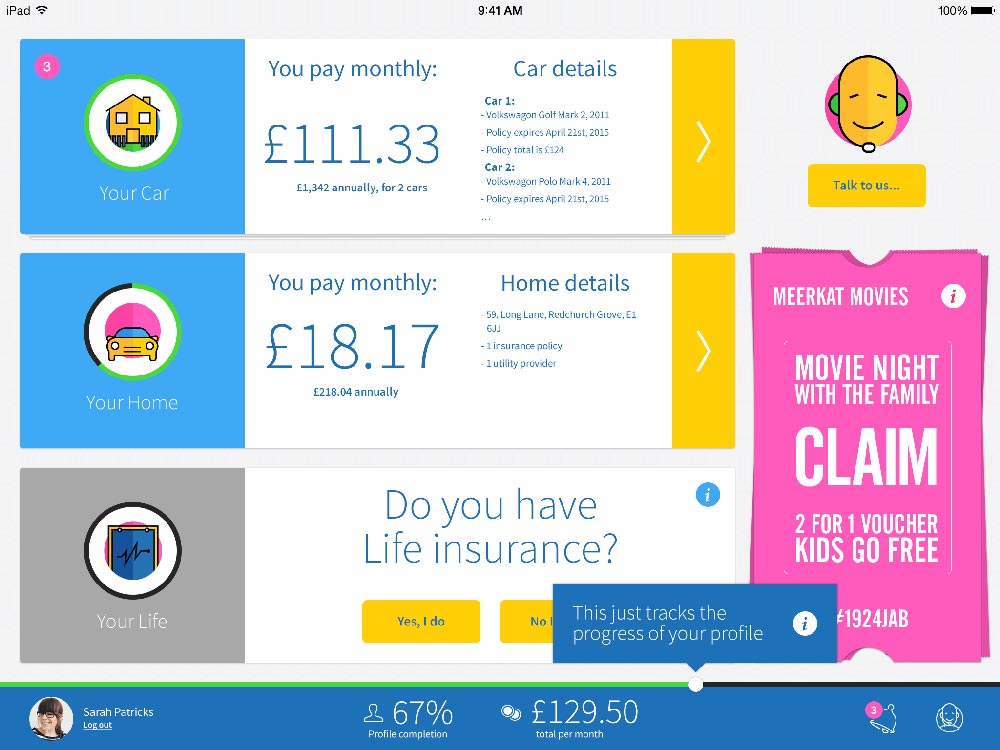 iPad
9:41 AM
100%
3
Your Car
You pay monthly:
£111.33
£1,342 annually, for 2 cars
Car details
Car 1:
- Volkswagon Golf Mark 2, 2011
- Policy expires April 21st, 2015
- Policy total is £124
Car 2:
- Volkswagon Polo Mark 4, 2011
- Policy expires April 21st, 2015
...
Talk to us...
Your Home
You pay monthly:
£18.17
£218.04 annually
Home details
- 59, Long Lane, Redchurch Grove, E1
6JJ
- 1 insurance policy
- 1 utility provider
MEERKAT MOVIES
i
MOVIE NIGHT
WITH THE FAMILY
CLAIM
2 FOR 1 VOUCHER
KIDS GO FREE
1924JAB
Your Life
Do you have
Life insurance?
i
Yes, I do
No
This just tracks the
progress of your profile
i
Sarah Patricks
Log out
67%
Profile completion
£129.50
total per month
3